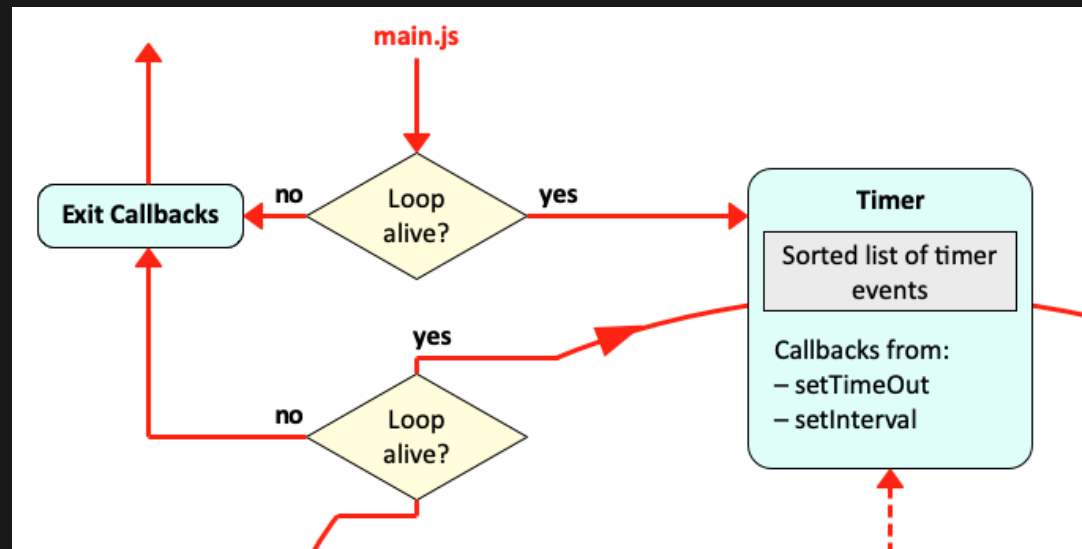 main.js
no
Loop
alive?
yes
Exit Callbacks
Timer
Sorted list of timer
events
yes
Callbacks from:
– setTimeOut
– setInterval
no
Loop
alive?